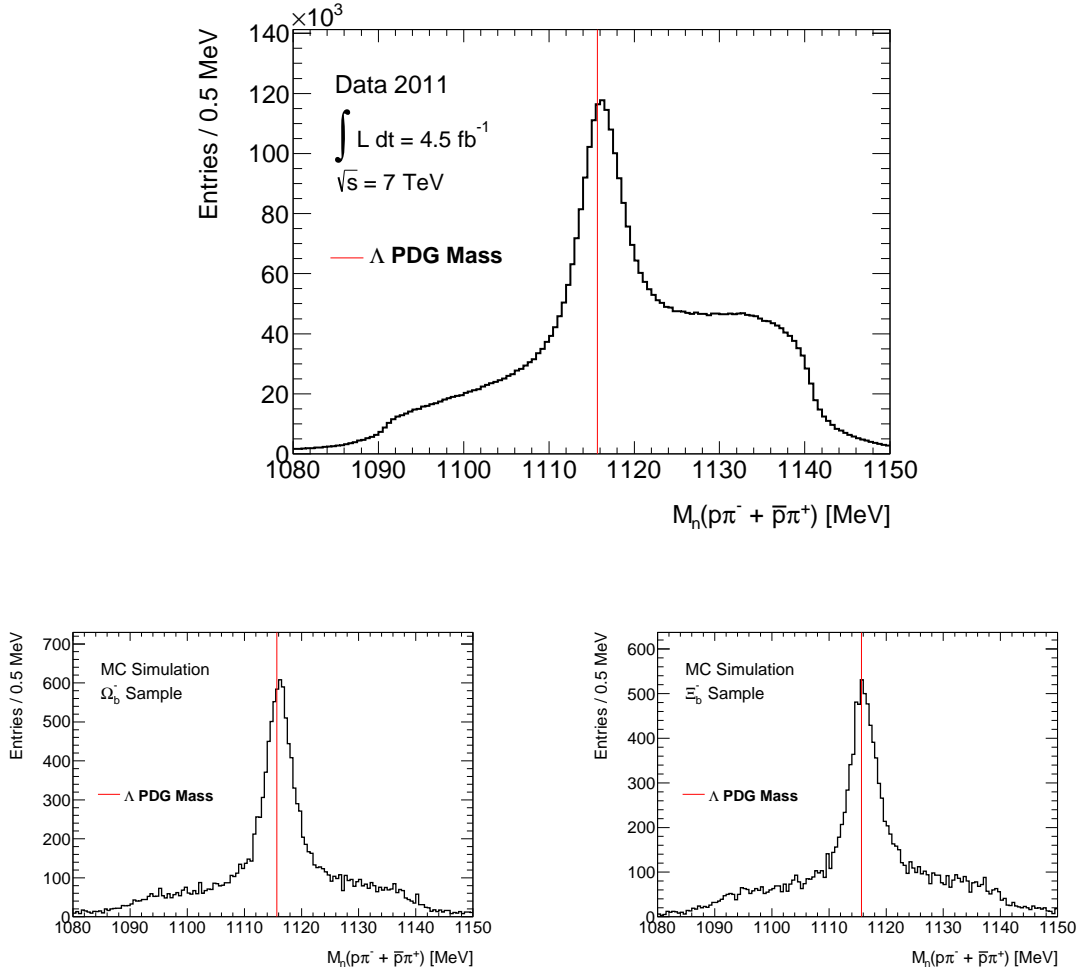 ×10³
Entries / 0.5 MeV
140
120
100
80
60
40
20
0
Data 2011
∫ L dt = 4.5 fb⁻¹
√s = 7 TeV
Λ PDG Mass
1080 1090 1100 1110 1120 1130 1140 1150
Mₙ(pπ⁻ + p̅π⁺) [MeV]
Entries / 0.5 MeV
700
600
500
400
300
200
100
0
MC Simulation
Ω_b⁻ Sample
Λ PDG Mass
1080 1090 1100 1110 1120 1130 1140 1150
Mₙ(pπ⁻ + p̅π⁺) [MeV]
Entries / 0.5 MeV
600
500
400
300
200
100
0
MC Simulation
Ξ_b⁻ Sample
Λ PDG Mass
1080 1090 1100 1110 1120 1130 1140 1150
Mₙ(pπ⁻ + p̅π⁺) [MeV]